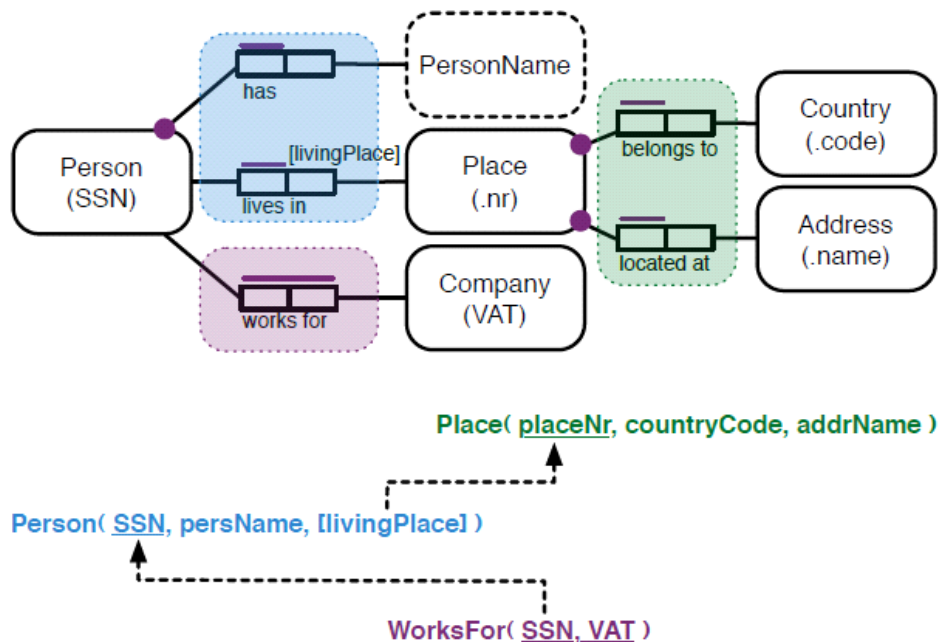 PersonName
has
Country
(.code)
Person
(SSN)
[livingPlace]
Place
(.nr)
belongs to
lives in
Address
(.name)
located at
Company
(VAT)
works for
Place( placeNr, countryCode, addrName )
Person( SSN, persName, [livingPlace] )
WorksFor( SSN, VAT )